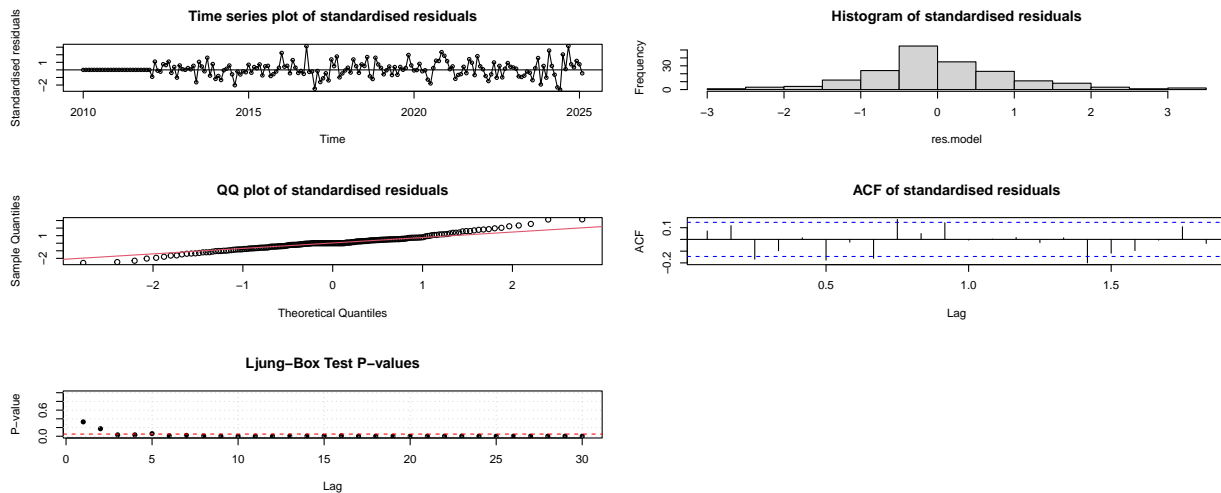 Time series plot of standardised residuals
Standardised residuals
1
−2
2010 2015 2020 2025
Time
Histogram of standardised residuals
Frequency
30
0
−3 −2 −1 0 1 2 3
res.model
QQ plot of standardised residuals
Sample Quantiles
1
−2
−2 −1 0 1 2
Theoretical Quantiles
ACF of standardised residuals
ACF
0.1
−0.2
0.5 1.0 1.5
Lag
Ljung−Box Test P−values
P−value
0.6
0.0
0 5 10 15 20 25 30
Lag